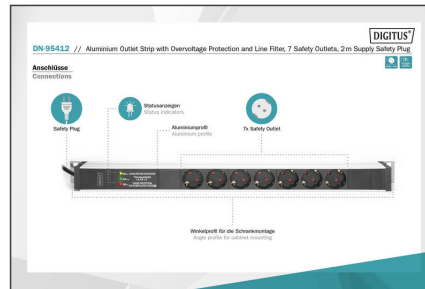 DIGITUS®
DN-95412 // Aluminium Outlet Strip with Overvoltage Protection and Line Filter, 7 Safety Outlets, 2 m Supply Safety Plug
Anschlüsse
Connections
Safety Plug
Statusanzeigen
Status Indicators
Aluminiumprofil
Aluminium profile
7x Safety Outlet
Winkelprofil für die Schrankmontage
Angle profile for cabinet mounting